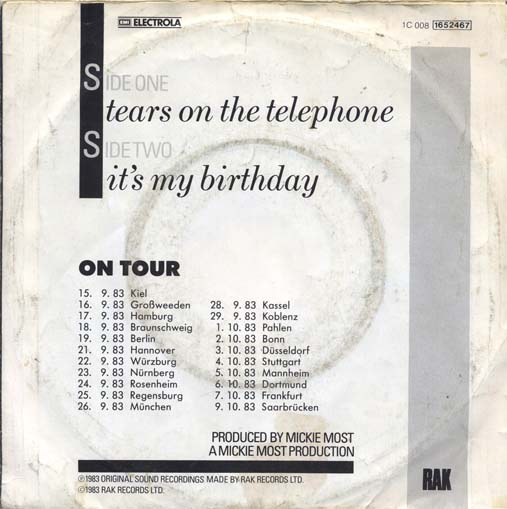 EMI ELECTROLA
1C 008 1652467
SIDE ONE
tears on the telephone
SIDE TWO
it's my birthday
ON TOUR
15. 9. 83 Kiel
16. 9. 83 Großweeden
17. 9. 83 Hamburg
18. 9. 83 Braunschweig
19. 9. 83 Berlin
21. 9. 83 Hannover
22. 9. 83 Würzburg
23. 9. 83 Nürnberg
24. 9. 83 Rosenheim
25. 9. 83 Regensburg
26. 9. 83 München
28. 9. 83 Kassel
29. 9. 83 Koblenz
1. 10. 83 Pahlen
2. 10. 83 Bonn
3. 10. 83 Düsseldorf
4. 10. 83 Stuttgart
5. 10. 83 Mannheim
6. 10. 83 Dortmund
7. 10. 83 Frankfurt
9. 10. 83 Saarbrücken
PRODUCED BY MICKIE MOST
A MICKIE MOST PRODUCTION
℗1983 ORIGINAL SOUND RECORDINGS MADE BY RAK RECORDS LTD.
©1983 RAK RECORDS LTD.
RAK